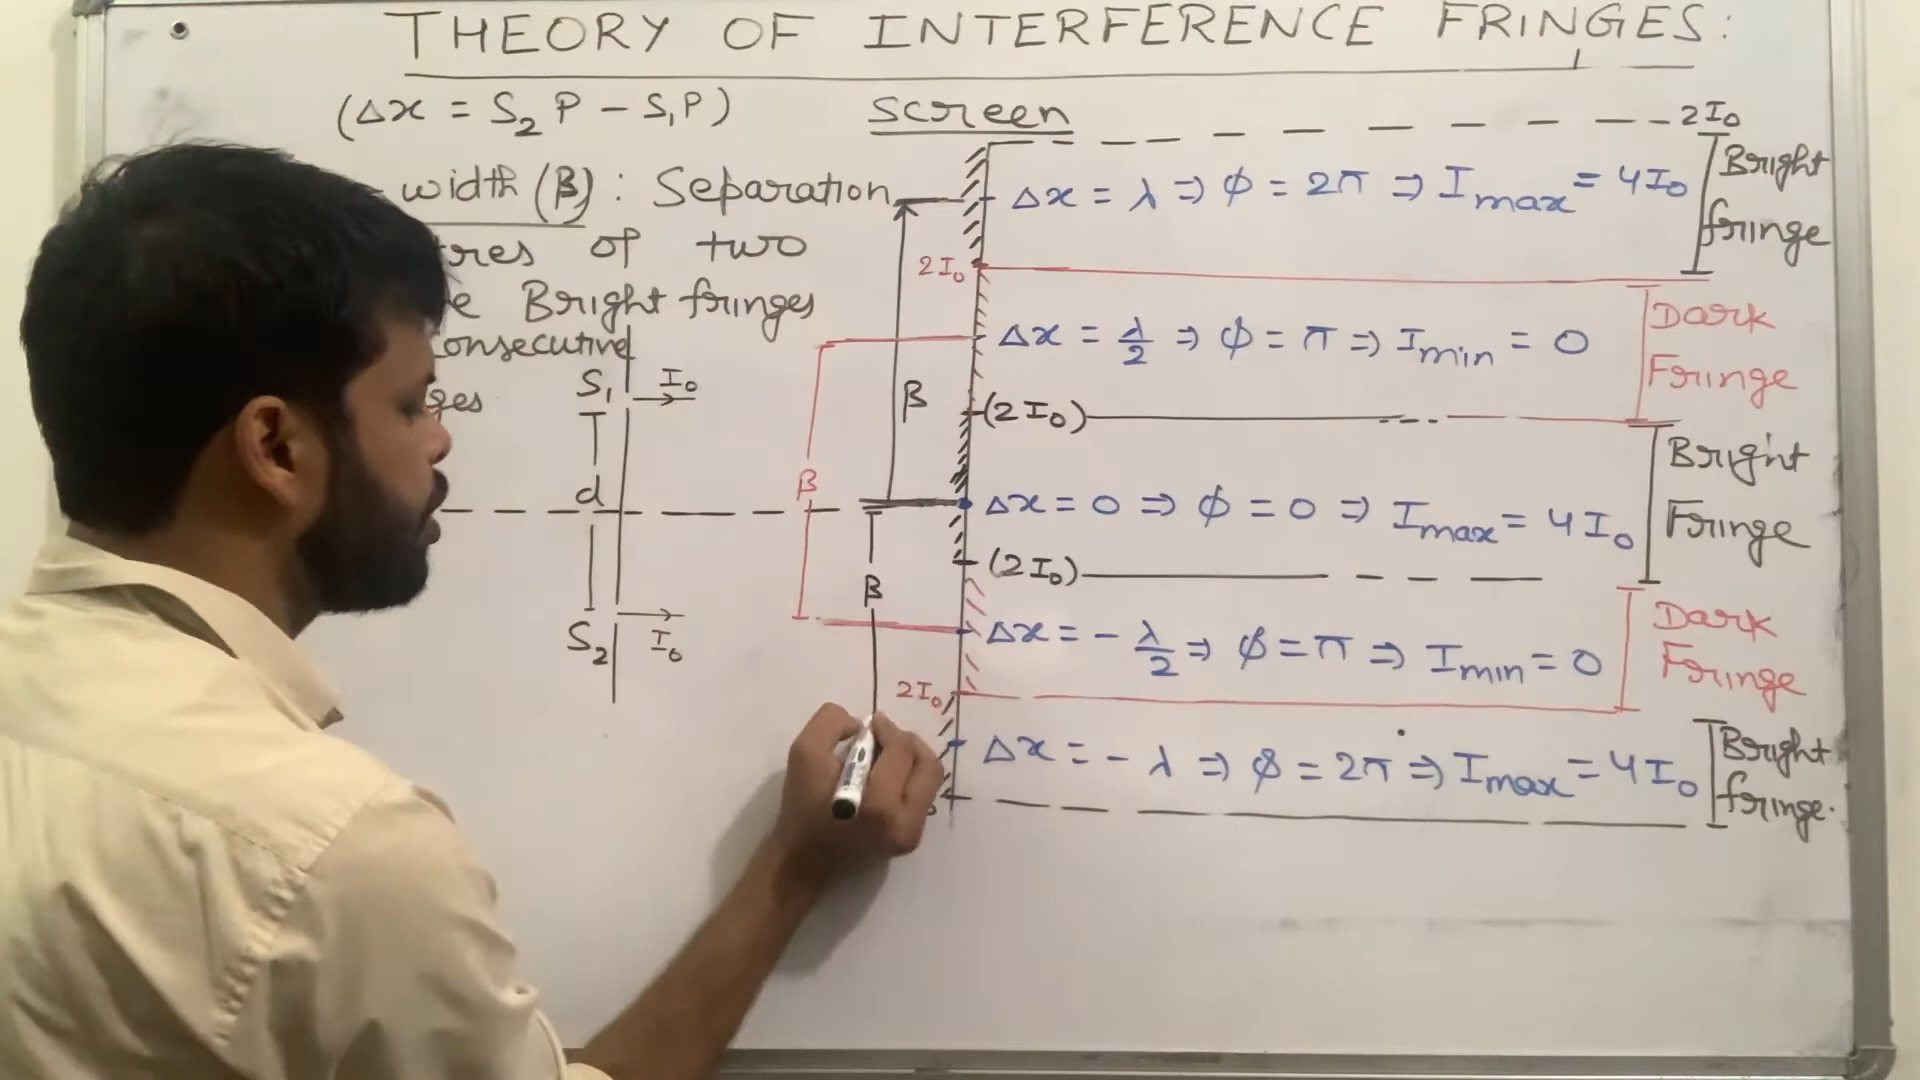 THEORY OF INTERFERENCE FRINGES:
(Δx = S₂P - S₁P)
screen
2I₀
width (β) : Separation
Δx = λ ⇒ ϕ = 2π ⇒ Imax = 4I₀
Bright
fringe
of two
2I₀
Bright fringes
Δx = λ/2 ⇒ ϕ = π ⇒ Imin = 0
Dark
Fringe
consecutive
S₁
I₀
β
(2I₀)
d
β
Δx = 0 ⇒ ϕ = 0 ⇒ Imax = 4I₀
Bright
Fringe
(2I₀)
β
S₂
I₀
Δx = - λ/2 ⇒ ϕ = π ⇒ Imin = 0
Dark
Fringe
2I₀
Δx = - λ ⇒ ϕ = 2π ⇒ Imax = 4I₀
Bright
fringe.